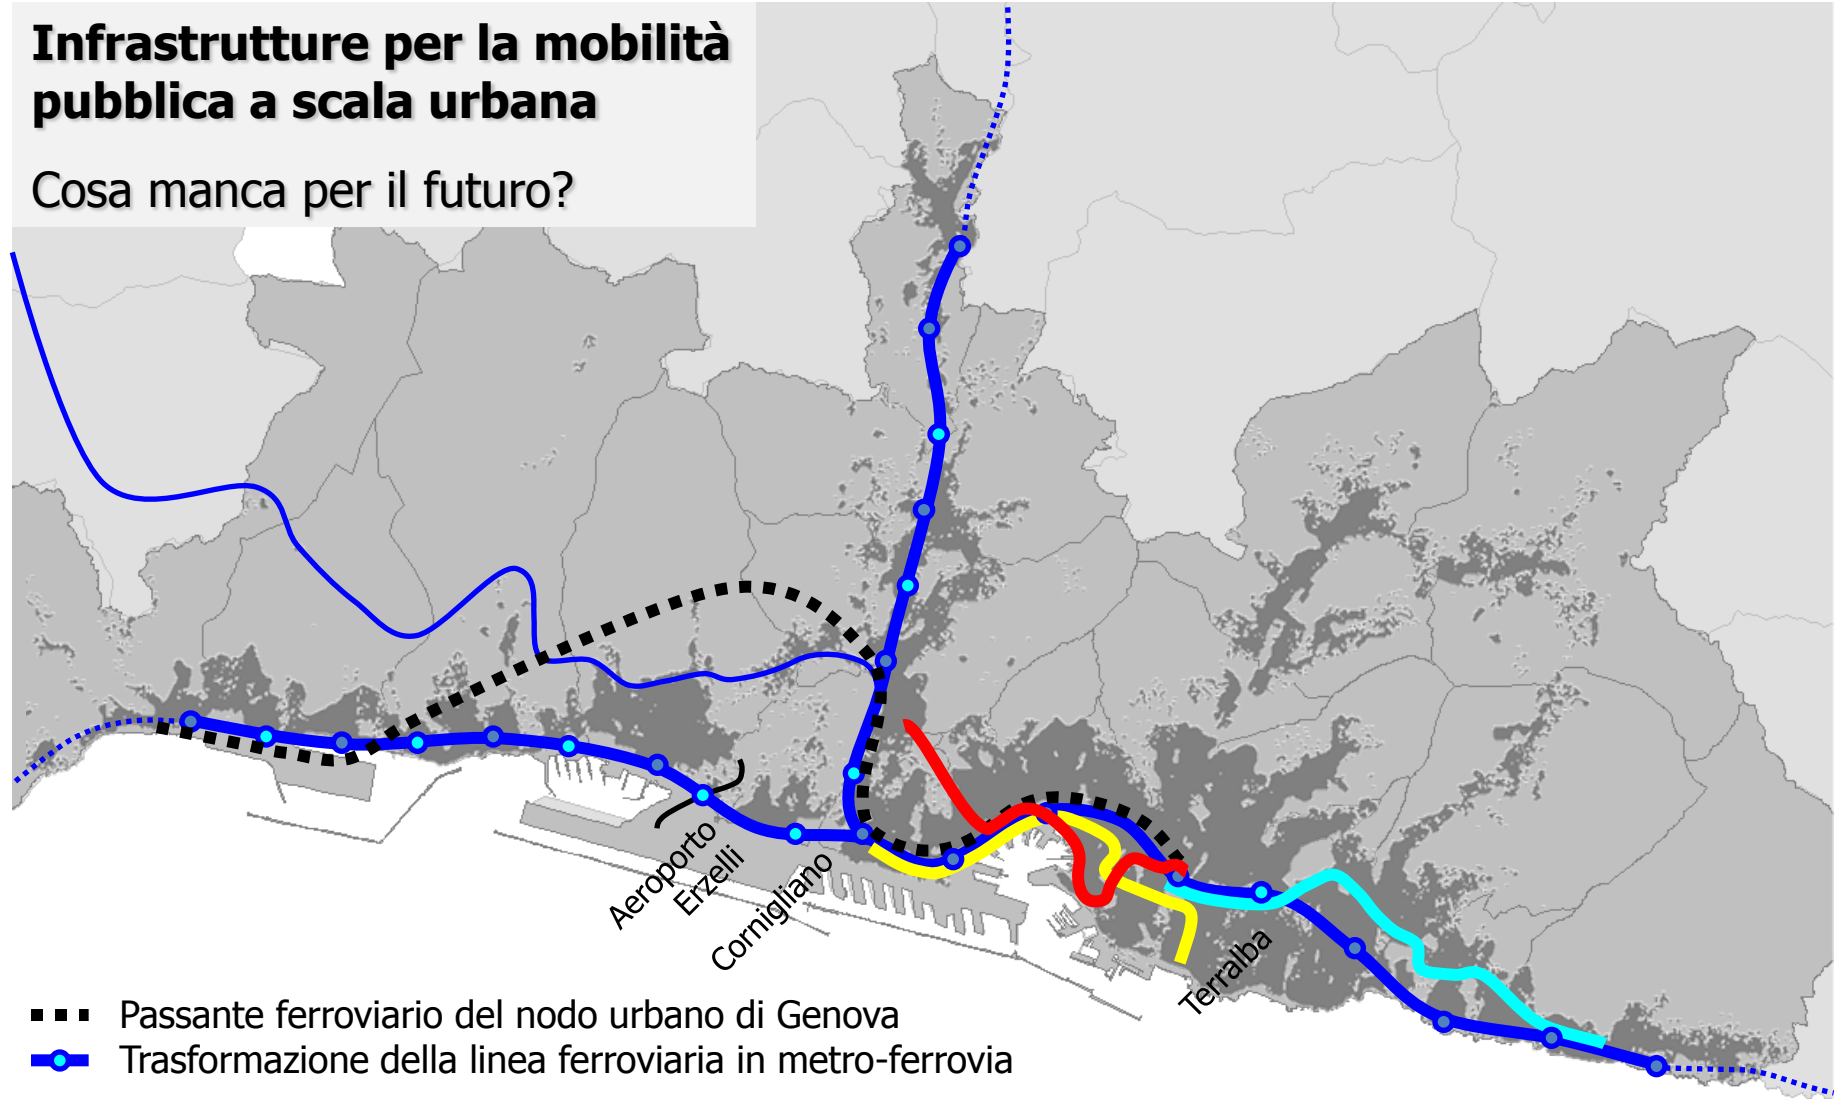 Infrastrutture per la mobilità
pubblica a scala urbana
Cosa manca per il futuro?
Aeroporto
Erzelli
Cornigliano
Terralba
Passante ferroviario del nodo urbano di Genova
Trasformazione della linea ferroviaria in metro-ferrovia